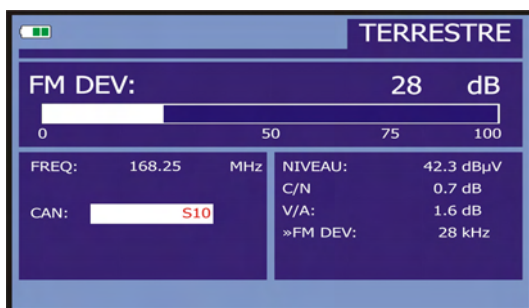 TERRESTRE
FM DEV: 28 dB
0 50 75 100
FREQ: 168.25 MHz
CAN: S10
NIVEAU: 42.3 dBµV
C/N 0.7 dB
V/A: 1.6 dB
»FM DEV: 28 kHz